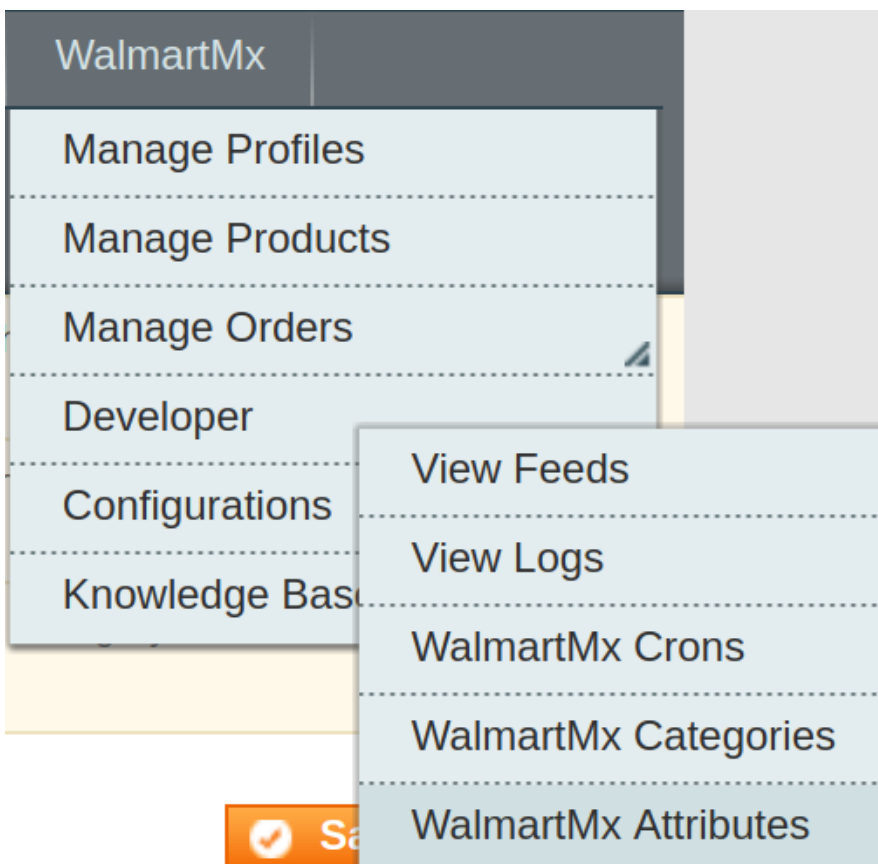 WalmartMx
Manage Profiles
Manage Products
Manage Orders
Developer
Configurations
Knowledge
View Feeds
View Logs
WalmartMx Crons
WalmartMx Categories
WalmartMx Attributes